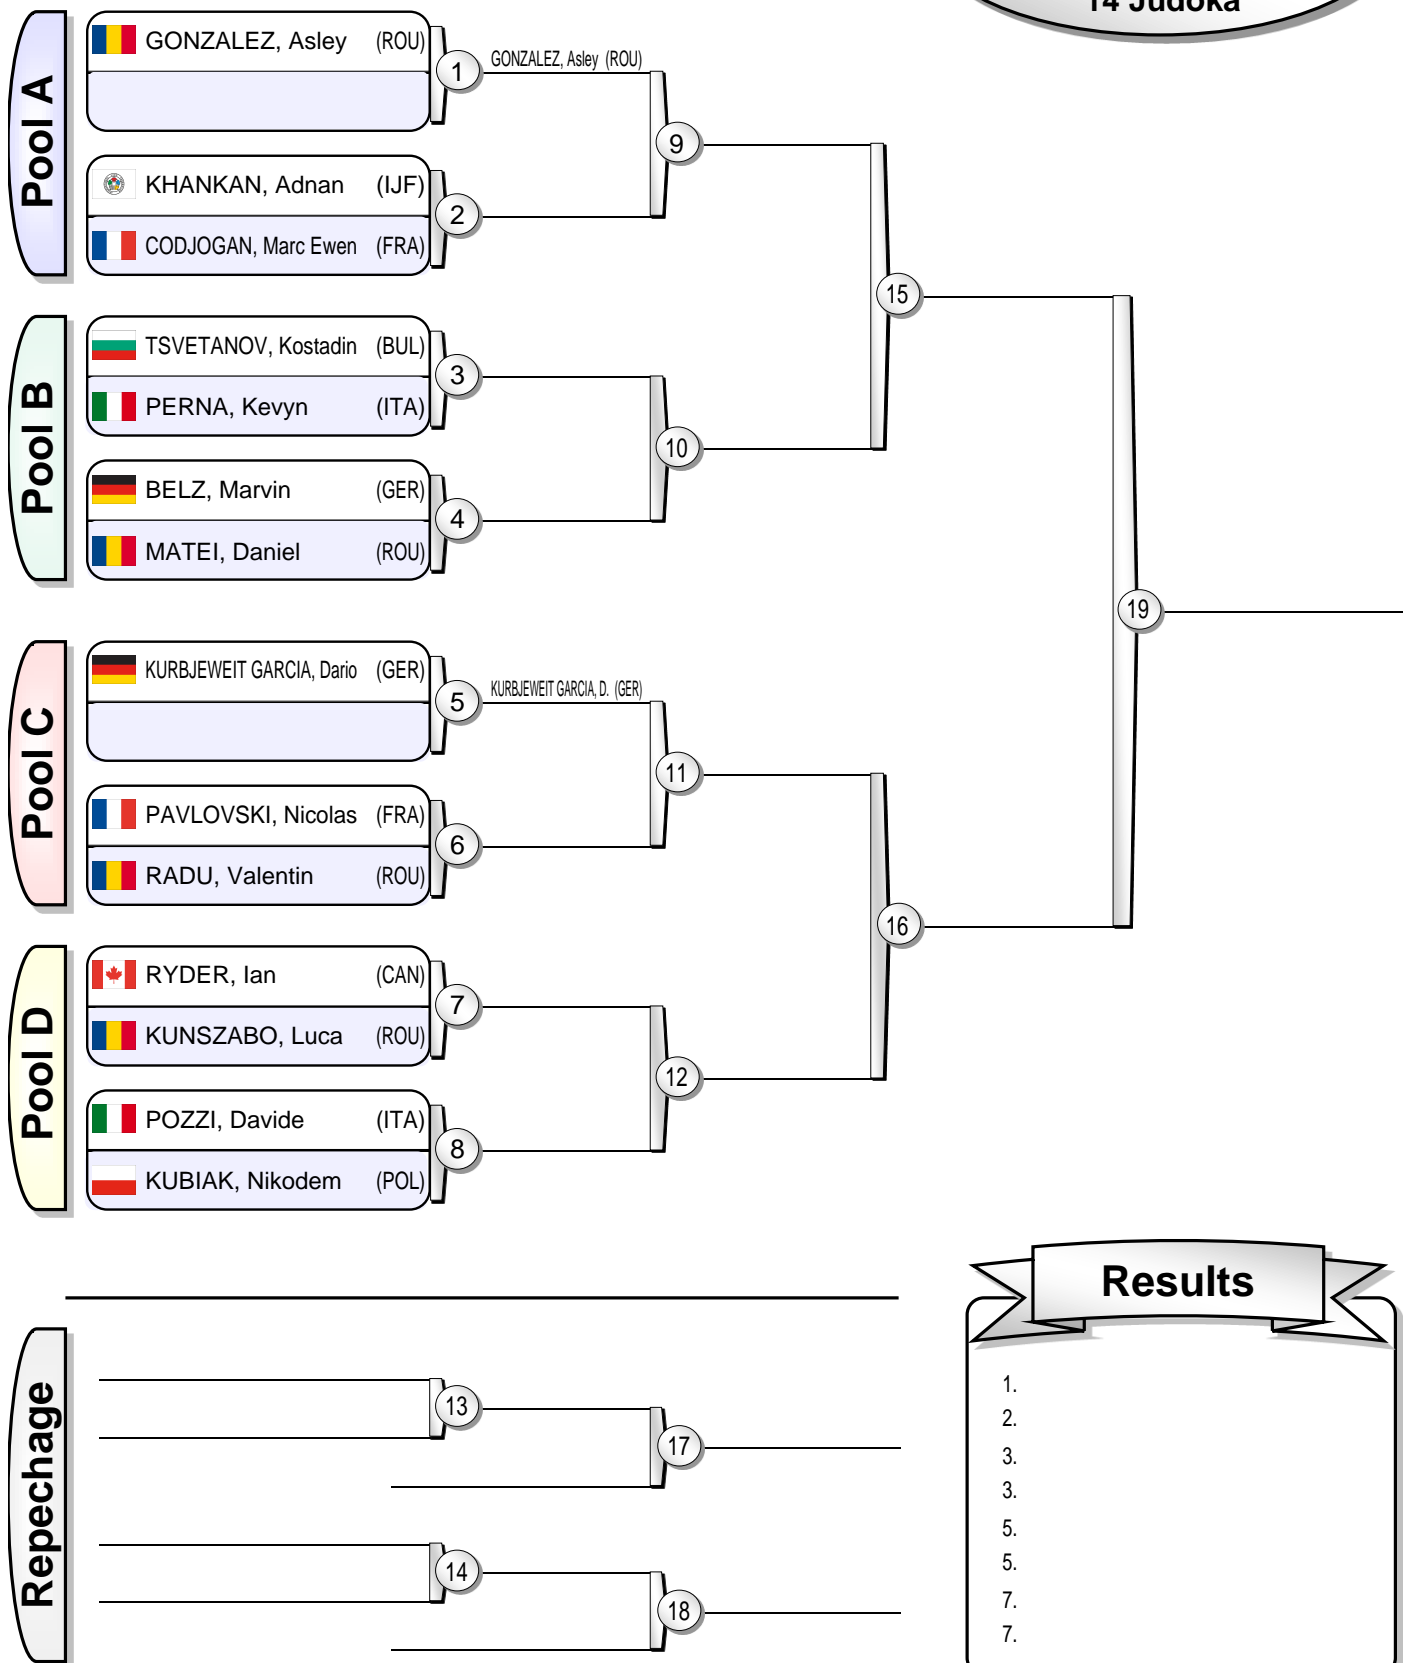 14 Judoka
Pool A
GONZALEZ, Asley (ROU)
1
GONZALEZ, Asley (ROU)
9
KHANKAN, Adnan (IJF)
2
CODJOGAN, Marc Ewen (FRA)
15
Pool B
TSVETANOV, Kostadin (BUL)
3
PERNA, Kevyn (ITA)
10
BELZ, Marvin (GER)
4
MATEI, Daniel (ROU)
19
Pool C
KURBJEWEIT GARCIA, Dario (GER)
5
KURBJEWEIT GARCIA, D. (GER)
11
PAVLOVSKI, Nicolas (FRA)
6
RADU, Valentin (ROU)
16
Pool D
RYDER, Ian (CAN)
7
KUNSZABO, Luca (ROU)
12
POZZI, Davide (ITA)
8
KUBIAK, Nikodem (POL)
Repechage
13
17
14
18
Results
1.
2.
3.
3.
5.
5.
7.
7.